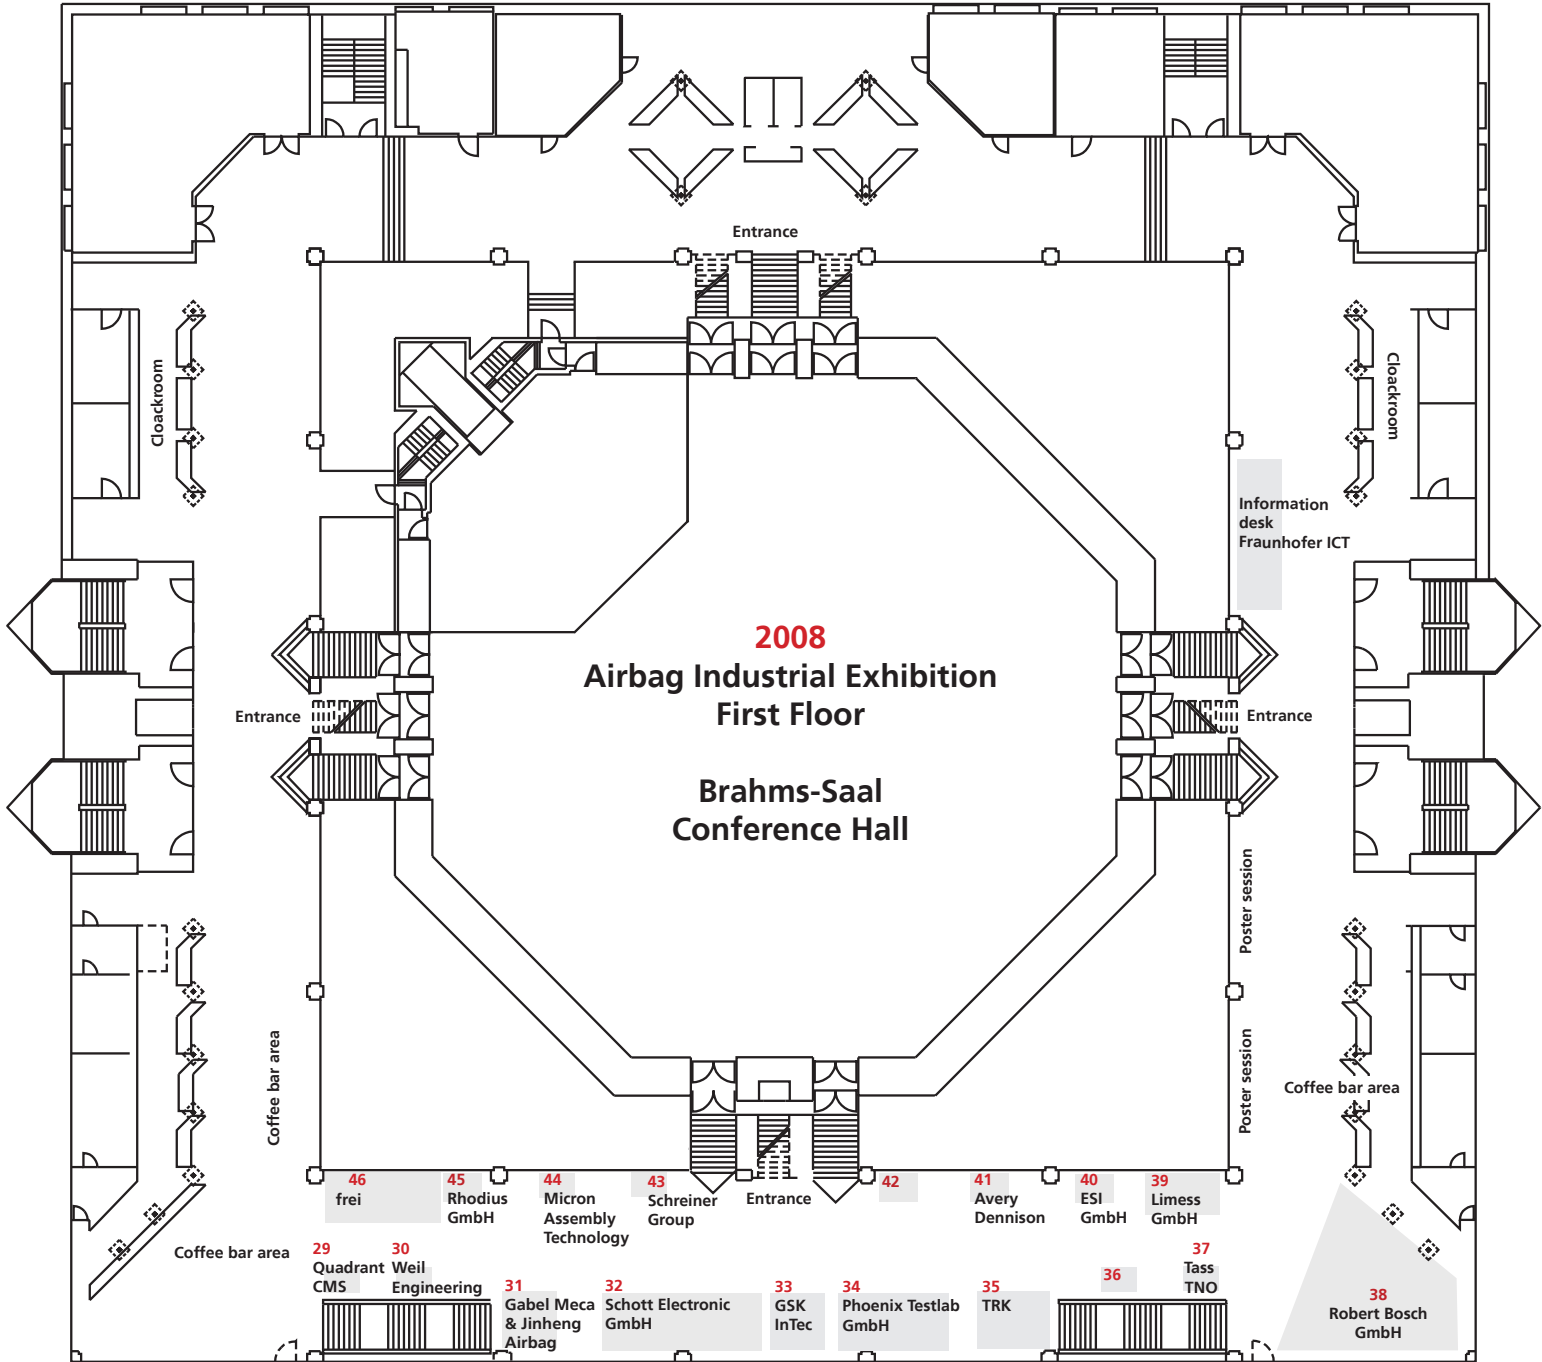 Entrance
Cloackroom
Cloackroom
Information
desk
Fraunhofer ICT
2008
Airbag Industrial Exhibition
First Floor
Brahms-Saal
Conference Hall
Entrance
Entrance
Poster session
Poster session
Coffee bar area
Coffee bar area
46
frei
45
Rhodius
GmbH
44
Micron
Assembly
Technology
43
Schreiner
Group
Entrance
42
41
Avery
Dennison
40
ESI
GmbH
39
Limess
GmbH
Coffee bar area
29
Quadrant
CMS
30
Weil
Engineering
31
Gabel Meca
& Jinheng
Airbag
32
Schott Electronic
GmbH
33
GSK
InTec
34
Phoenix Testlab
GmbH
35
TRK
36
37
Tass
TNO
38
Robert Bosch
GmbH